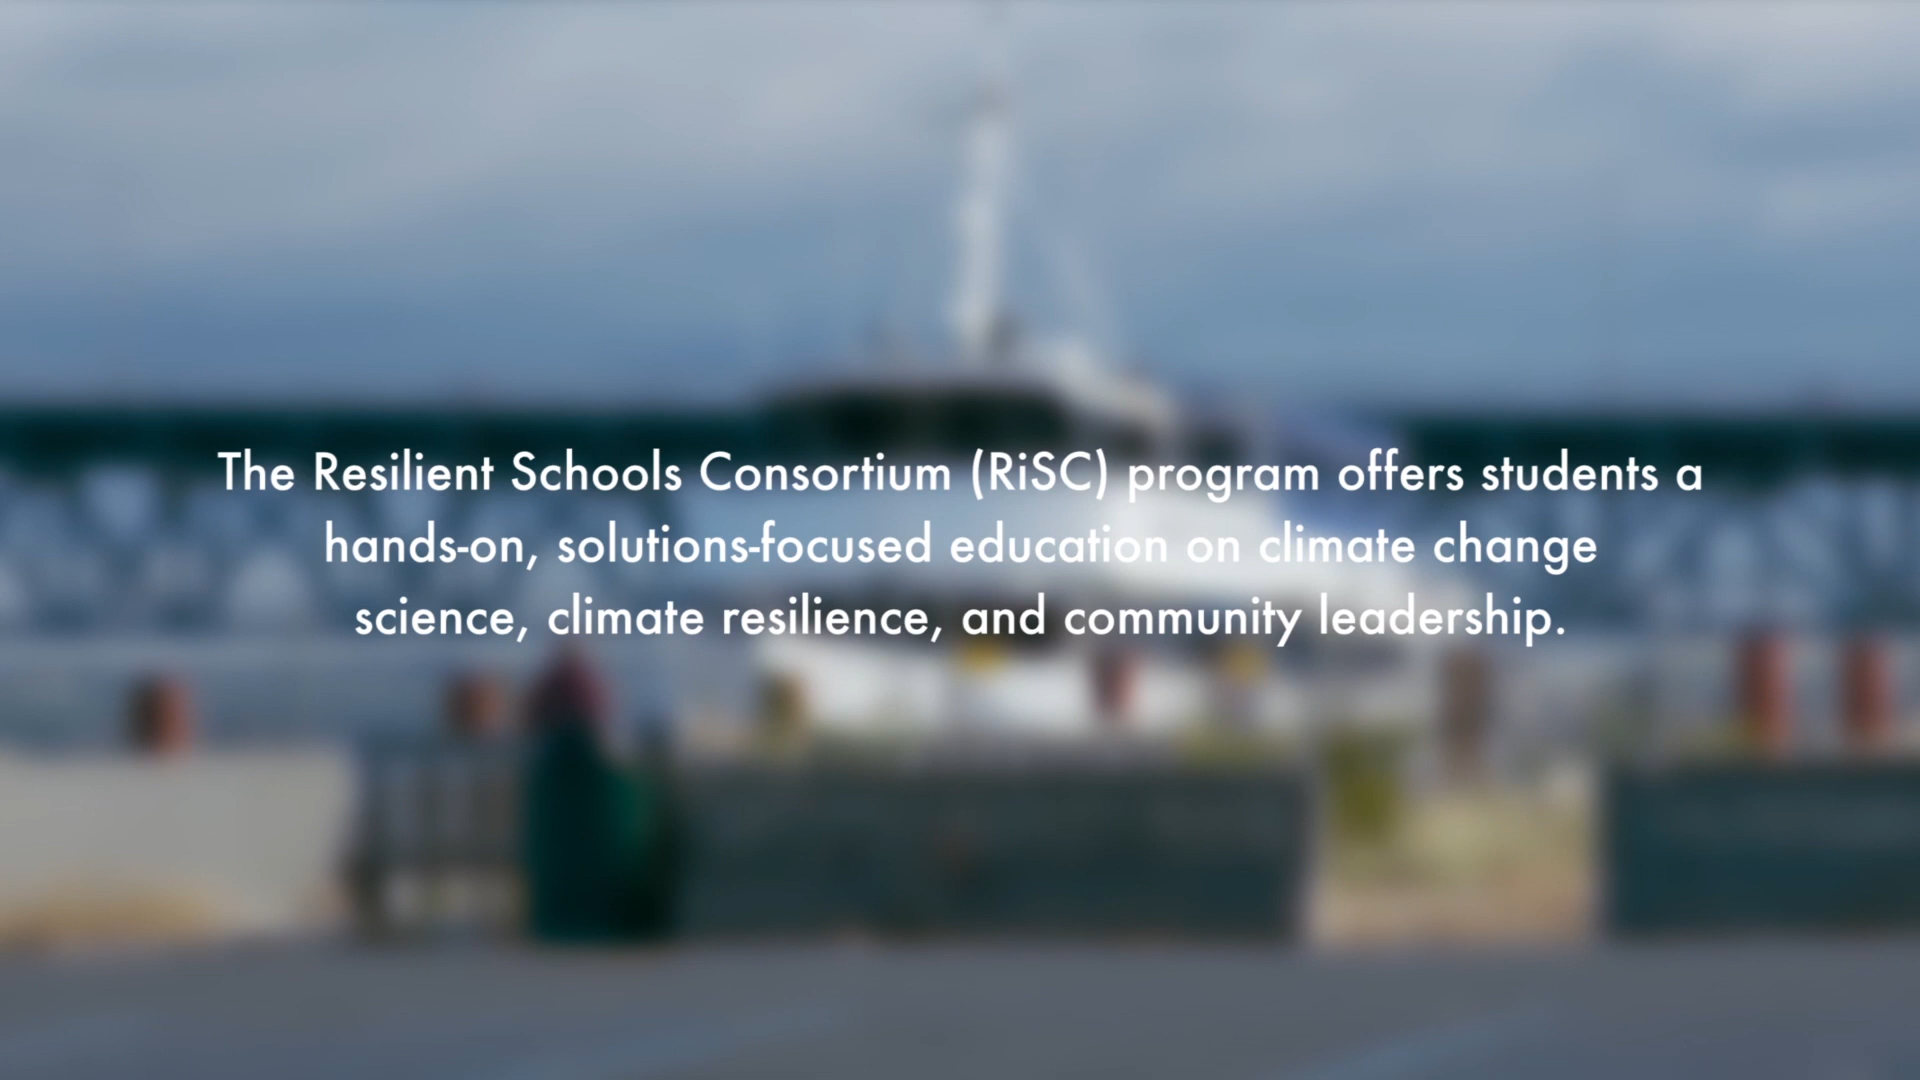 The Resilient Schools Consortium (RiSC) program offers students a
hands-on, solutions-focused education on climate change
science, climate resilience, and community leadership.